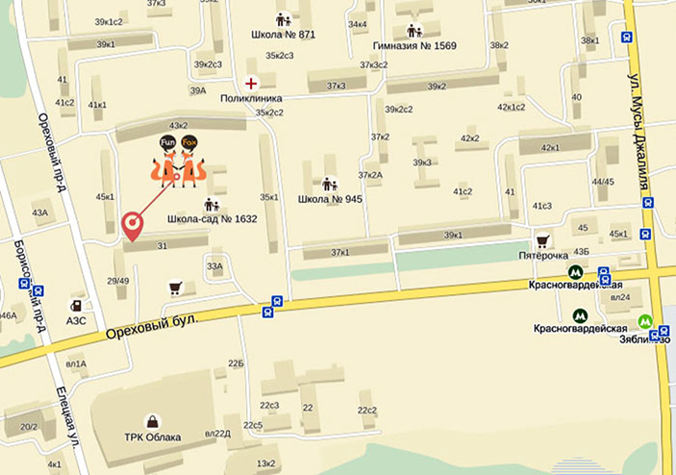 39к1с2
34к4
36к1
Школа № 871
Гимназия № 1569
39к1
38к2
38к1
35к2с3
37к3с2
39к2с3
41
37к3
39к2
39А
Поликлиника
40
41с2
41к1
35к2с2
39к2с2
42к1с2
ул. Мусы Джалиля
Ореховый пр-д
43к2
37к2
42к2
42к1
Fun Fox
39к3
37к2А
44/45
45к1
35к1
Школа № 945
41с2
41с3
43А
Школа-сад № 1632
45
45к1
39к1
31
37к1
Пятёрочка
43Б
Борисовский пр-д
33А
29/49
Красногвардейская
вл24
46А
АЗС
Ореховый бул.
Красногвардейская
Зябликово
вл1А
22Б
Елецкая ул.
22с3
22
22с2
20/2
22с5
ТРК Облака
вл22Д
4к1
13к2